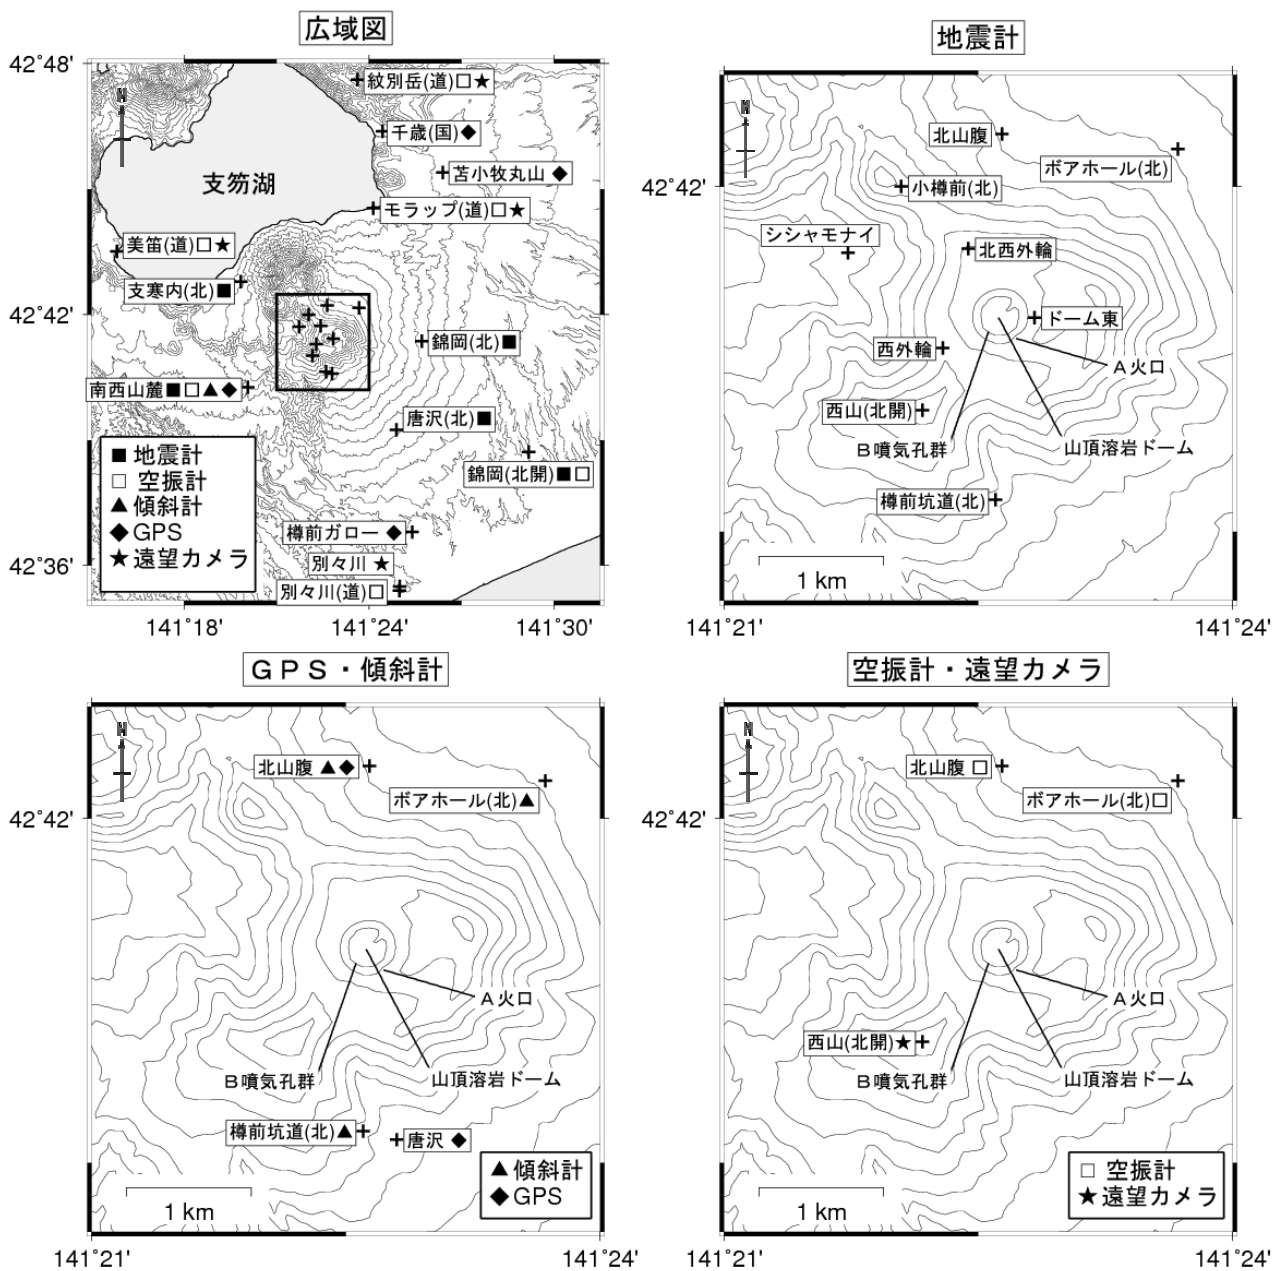 広域図
42°48'
N
紋別岳(道)□★
千歳(国)◆
苫小牧丸山 ◆
支笏湖
モラップ(道)□★
美笛(道)□★
支寒内(北)■
42°42'
錦岡(北)■
南西山麓■□▲◆
唐沢(北)■
錦岡(北開)■□
■地震計
□ 空振計
▲傾斜計
◆GPS
★遠望カメラ
樽前ガロー ◆
別々川 ★
別々川(道)□
42°36'
141°18'
141°24'
141°30'
地震計
N
北山腹
ボアホール(北)
42°42'
小樽前(北)
シシャモナイ
北西外輪
ドーム東
西外輪
A火口
西山(北開)
B噴気孔群
山頂溶岩ドーム
樽前坑道(北)
1 km
141°21'
141°24'
GPS・傾斜計
N
北山腹 ▲◆
ボアホール(北)▲
42°42'
A火口
B噴気孔群
山頂溶岩ドーム
樽前坑道(北)▲
唐沢 ◆
▲傾斜計
◆GPS
1 km
141°21'
141°24'
空振計・遠望カメラ
N
北山腹 □
ボアホール(北)□
42°42'
A火口
西山(北開)★
B噴気孔群
山頂溶岩ドーム
□ 空振計
★遠望カメラ
1 km
141°21'
141°24'